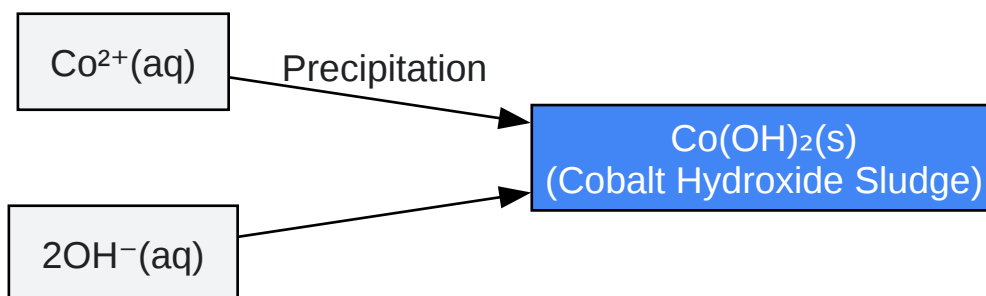 Co²⁺(aq)
Precipitation
Co(OH)₂(s)
(Cobalt Hydroxide Sludge)
2OH⁻(aq)